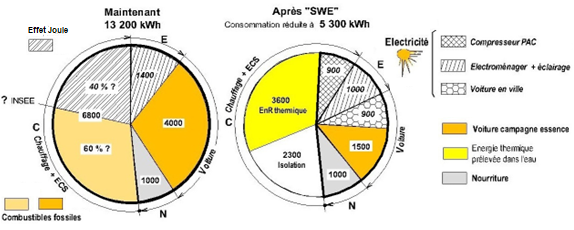 Maintenant
13 200 kWh
Effet Joule
E
40 % ?
1400
? INSEE
6800
4000
C
Chauffage + ECS
60 % ?
1000
Voiture
N
Combustibles fossiles
Après "SWE"
Consommation réduite à 5 300 kWh
Chauffage + ECS
E
900
1000
900
3600
EnR thermique
C
2300
Isolation
1500
1000
Voiture
N
Electricité
Compresseur PAC
Electroménager + éclairage
Voiture en ville
Voiture campagne essence
Energie thermique
prélevée dans l'eau
Nourriture